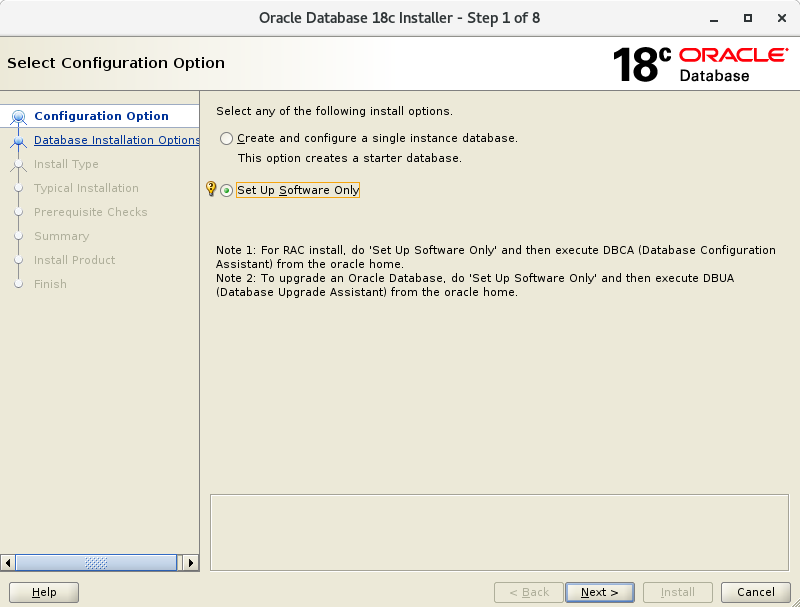 Oracle Database 18c Installer - Step 1 of 8
Select Configuration Option
18c ORACLE
Database
Configuration Option
Database Installation Options
Install Type
Typical Installation
Prerequisite Checks
Summary
Install Product
Finish
Select any of the following install options.
Create and configure a single instance database.
This option creates a starter database.
Set Up Software Only
Note 1: For RAC install, do 'Set Up Software Only' and then execute DBCA (Database Configuration
Assistant) from the oracle home.
Note 2: To upgrade an Oracle Database, do 'Set Up Software Only' and then execute DBUA
(Database Upgrade Assistant) from the oracle home.
Help
< Back
Next >
Install
Cancel